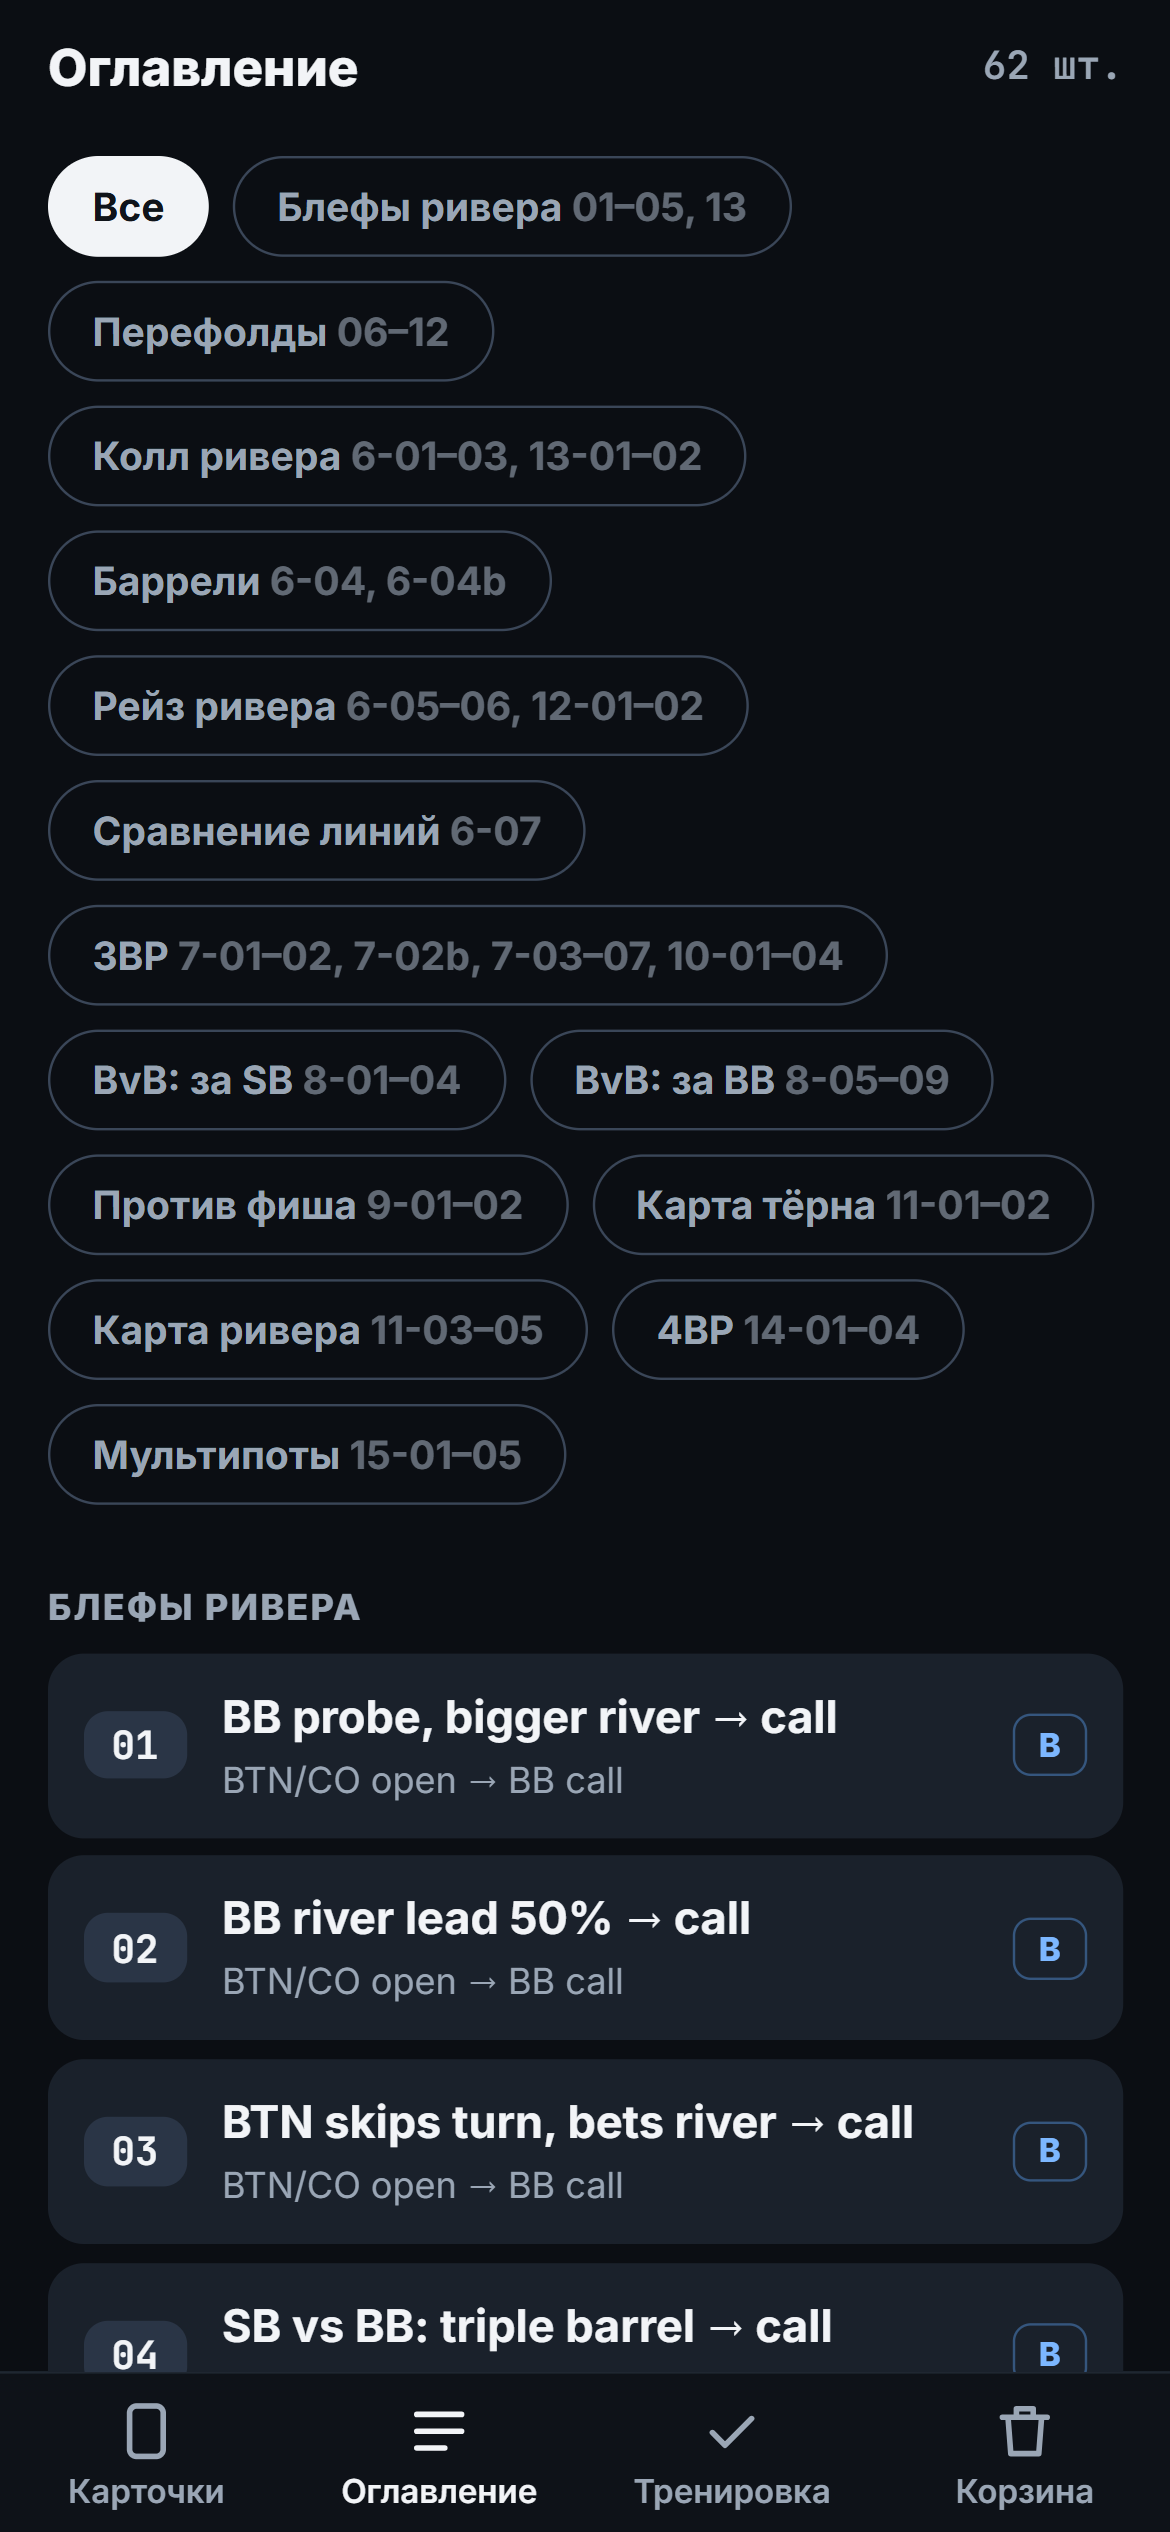 Оглавление 62 шт.
Все Блефы ривера 01–05, 13
Перефолды 06–12
Колл ривера 6-01–03, 13-01–02
Баррели 6-04, 6-04b
Рейз ривера 6-05–06, 12-01–02
Сравнение линий 6-07
3BP 7-01–02, 7-02b, 7-03–07, 10-01–04
BvB: за SB 8-01–04 BvB: за BB 8-05–09
Против фиша 9-01–02 Карта тёрна 11-01–02
Карта ривера 11-03–05 4BP 14-01–04
Мультипоты 15-01–05
БЛЕФЫ РИВЕРА
01 BB probe, bigger river → call B
BTN/CO open → BB call
02 BB river lead 50% → call B
BTN/CO open → BB call
03 BTN skips turn, bets river → call B
BTN/CO open → BB call
04 SB vs BB: triple barrel → call B
Карточки Оглавление Тренировка Корзина